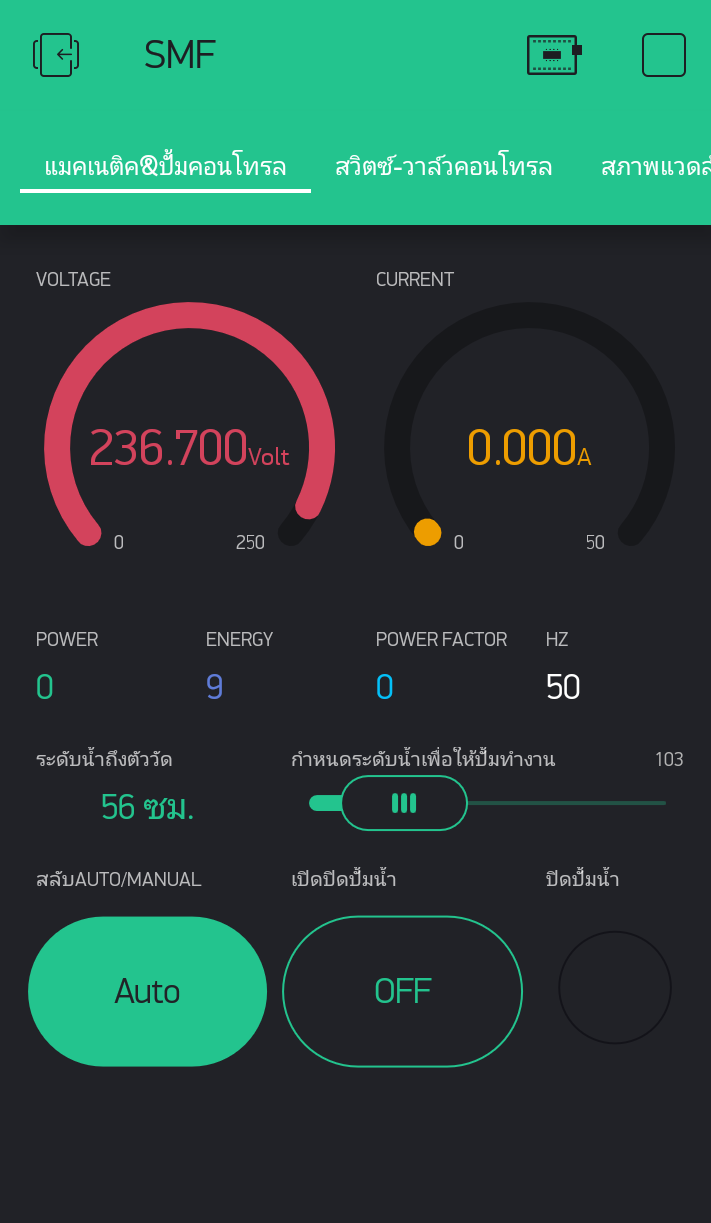 SMF
แมคเนติค&ปั้มคอนโทรล สวิตซ์-วาล์วคอนโทรล สภาพแวดล้
VOLTAGE CURRENT
236.700Volt 0.000A
0 250 0 50
POWER ENERGY POWER FACTOR HZ
0 9 0 50
ระดับน้ำถึงตัววัด กำหนดระดับน้ำเพื่อให้ปั้มทำงาน 103
56 ซม.
สลับAUTO/MANUAL เปิดปิดปั้มน้ำ ปิดปั้มน้ำ
Auto OFF